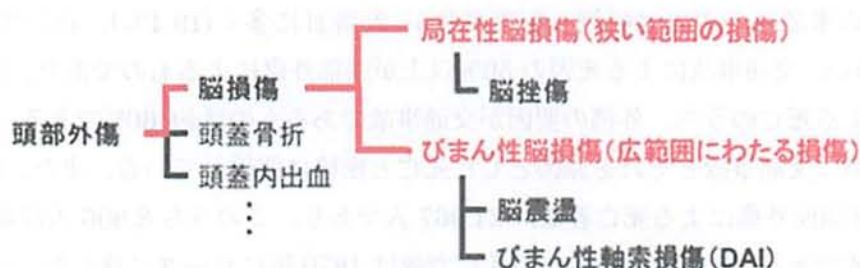 頭部外傷
脳損傷
頭蓋骨折
頭蓋内出血
⋮
局在性脳損傷(狭い範囲の損傷)
脳挫傷
びまん性脳損傷(広範囲にわたる損傷)
脳震盪
びまん性軸索損傷(DAI)